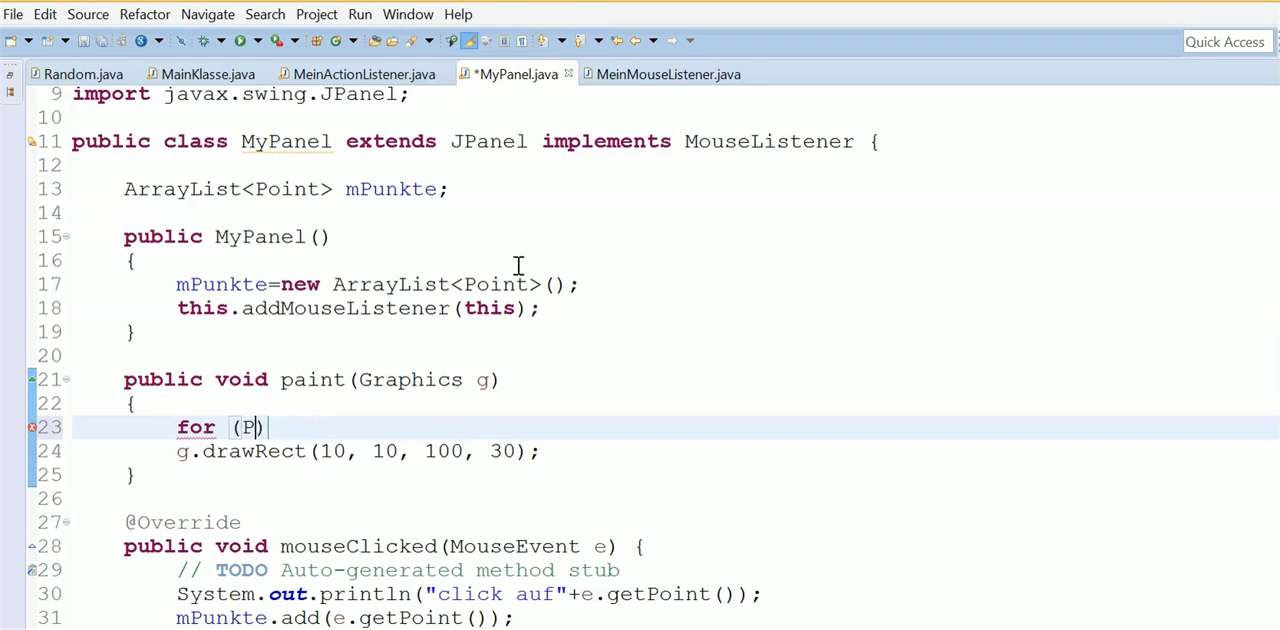 File Edit Source Refactor Navigate Search Project Run Window Help
Quick Access
Random.java MainKlasse.java MeinActionListener.java *MyPanel.java MeinMouseListener.java
9 import javax.swing.JPanel;
10
11 public class MyPanel extends JPanel implements MouseListener {
12
13 ArrayList<Point> mPunkte;
14
15 public MyPanel()
16 {
17 mPunkte=new ArrayList<Point>();
18 this.addMouseListener(this);
19 }
20
21 public void paint(Graphics g)
22 {
23 for (P)
24 g.drawRect(10, 10, 100, 30);
25 }
26
27 @Override
28 public void mouseClicked(MouseEvent e) {
29 // TODO Auto-generated method stub
30 System.out.println("click auf"+e.getPoint());
31 mPunkte.add(e.getPoint());